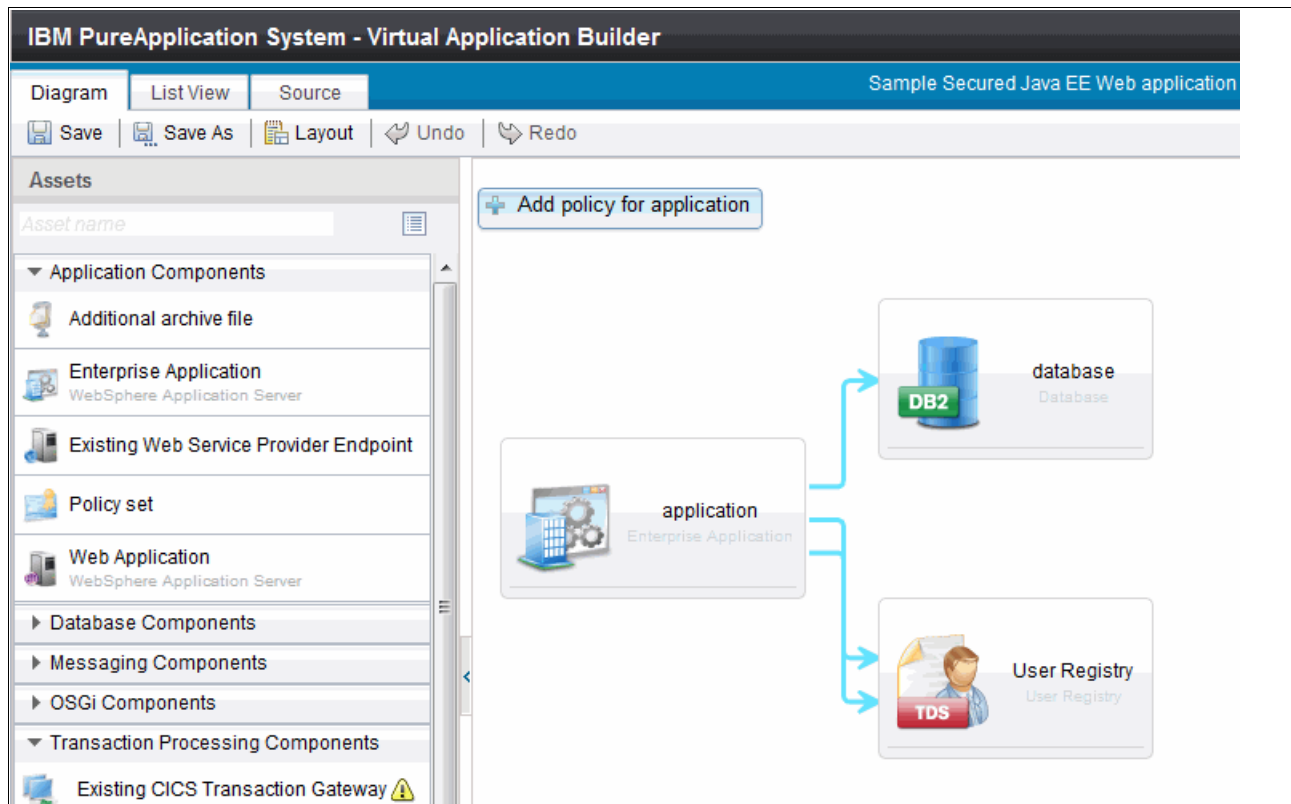 IBM PureApplication System - Virtual Application Builder
Diagram
List View
Source
Sample Secured Java EE Web application
Save
Save As
Layout
Undo
Redo
Assets
Asset name
Add policy for application
Application Components
Additional archive file
Enterprise Application
WebSphere Application Server
Existing Web Service Provider Endpoint
Policy set
Web Application
WebSphere Application Server
Database Components
Messaging Components
OSGi Components
Transaction Processing Components
Existing CICS Transaction Gateway
application
Enterprise Application
DB2
database
Database
TDS
User Registry
User Registry